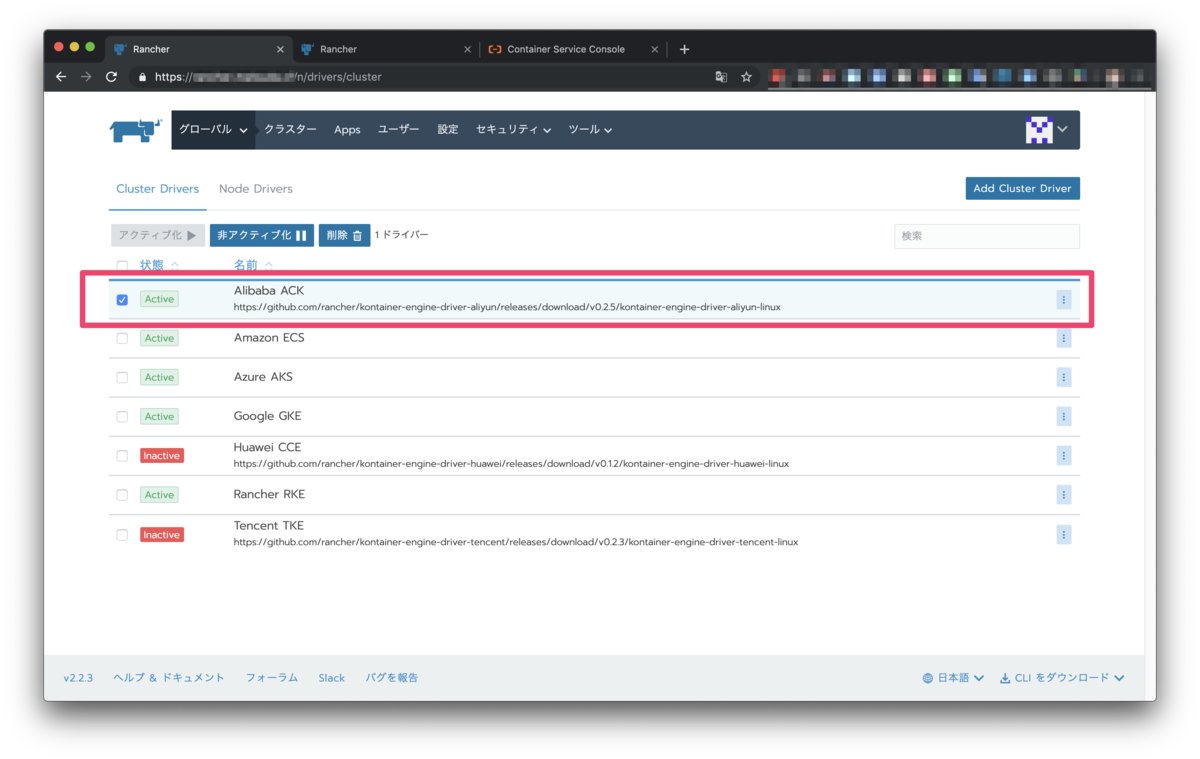 Rancher
Rancher
Container Service Console
https:// /n/drivers/cluster
グローバル クラスター Apps ユーザー 設定 セキュリティ ツール
Cluster Drivers Node Drivers Add Cluster Driver
アクティブ化 非アクティブ化 削除 1 ドライバー 検索
状態 名前
Active Alibaba ACK
https://github.com/rancher/kontainer-engine-driver-aliyun/releases/download/v0.2.5/kontainer-engine-driver-aliyun-linux
Active Amazon ECS
Active Azure AKS
Active Google GKE
Inactive Huawei CCE
https://github.com/rancher/kontainer-engine-driver-huawei/releases/download/v0.1.2/kontainer-engine-driver-huawei-linux
Active Rancher RKE
Inactive Tencent TKE
https://github.com/rancher/kontainer-engine-driver-tencent/releases/download/v0.2.3/kontainer-engine-driver-tencent-linux
v2.2.3 ヘルプ & ドキュメント フォーラム Slack バグを報告 日本語 CLI をダウンロード